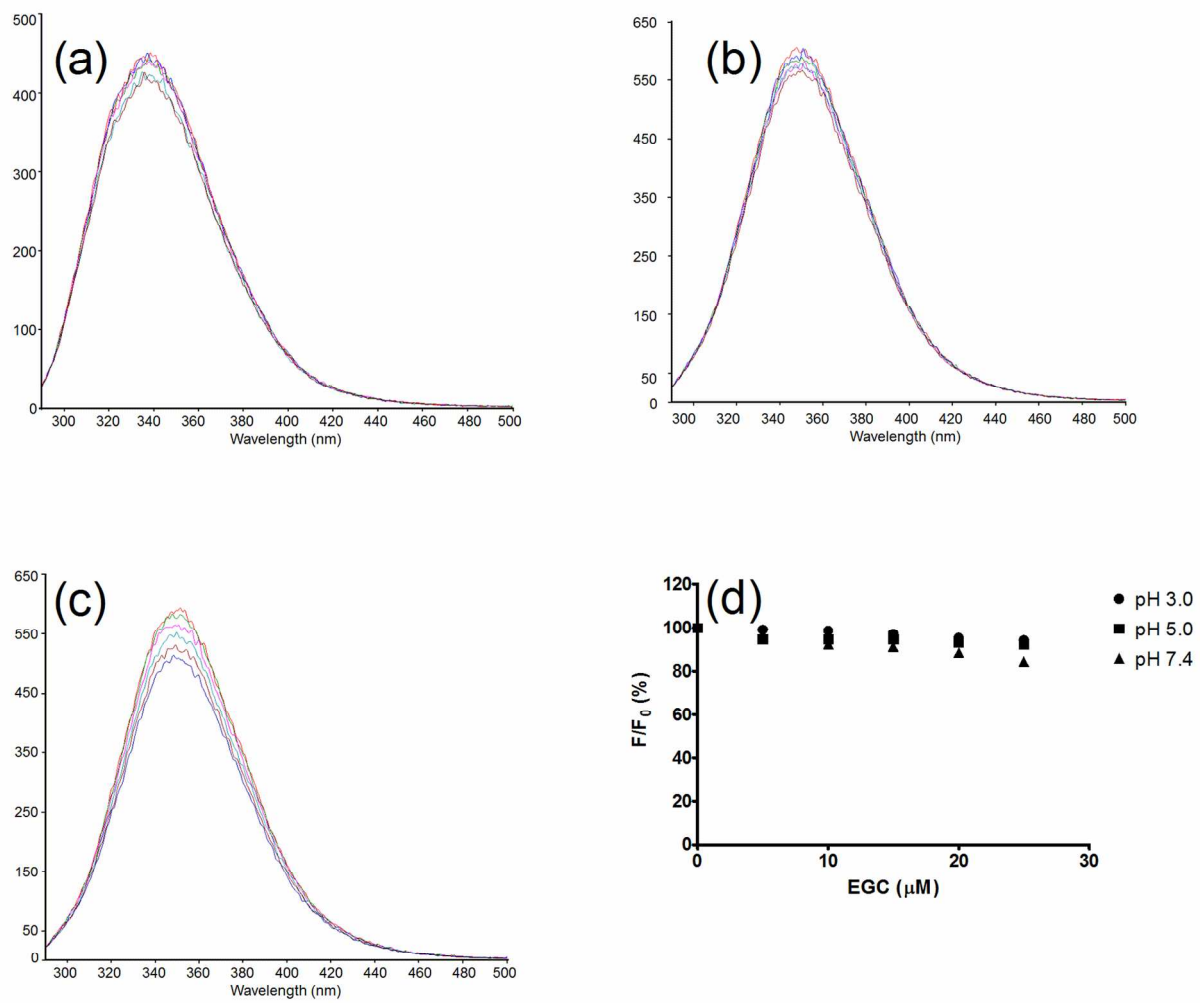 (a)
500
400
300
200
100
0
300 320 340 360 380 400 420 440 460 480 500
Wavelength (nm)
(b)
650
550
450
350
250
150
50
0
300 320 340 360 380 400 420 440 460 480 500
Wavelength (nm)
(c)
650
550
450
350
250
150
50
0
300 320 340 360 380 400 420 440 460 480 500
Wavelength (nm)
(d)
120
100
80
60
40
20
0
F/F0 (%)
0 10 20 30
EGC (μM)
pH 3.0
pH 5.0
pH 7.4